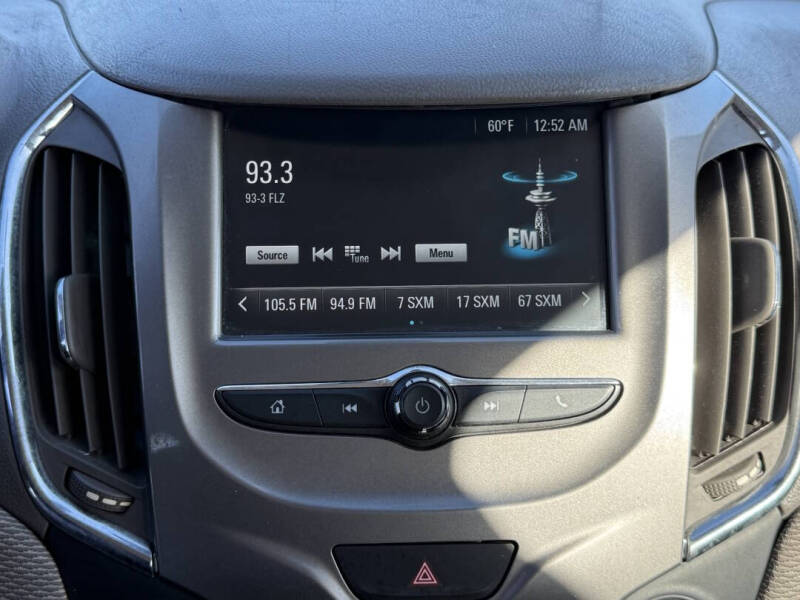 60°F 12:52 AM
93.3
93-3 FLZ
FM
Source Tune Menu
105.5 FM 94.9 FM 7 SXM 17 SXM 67 SXM